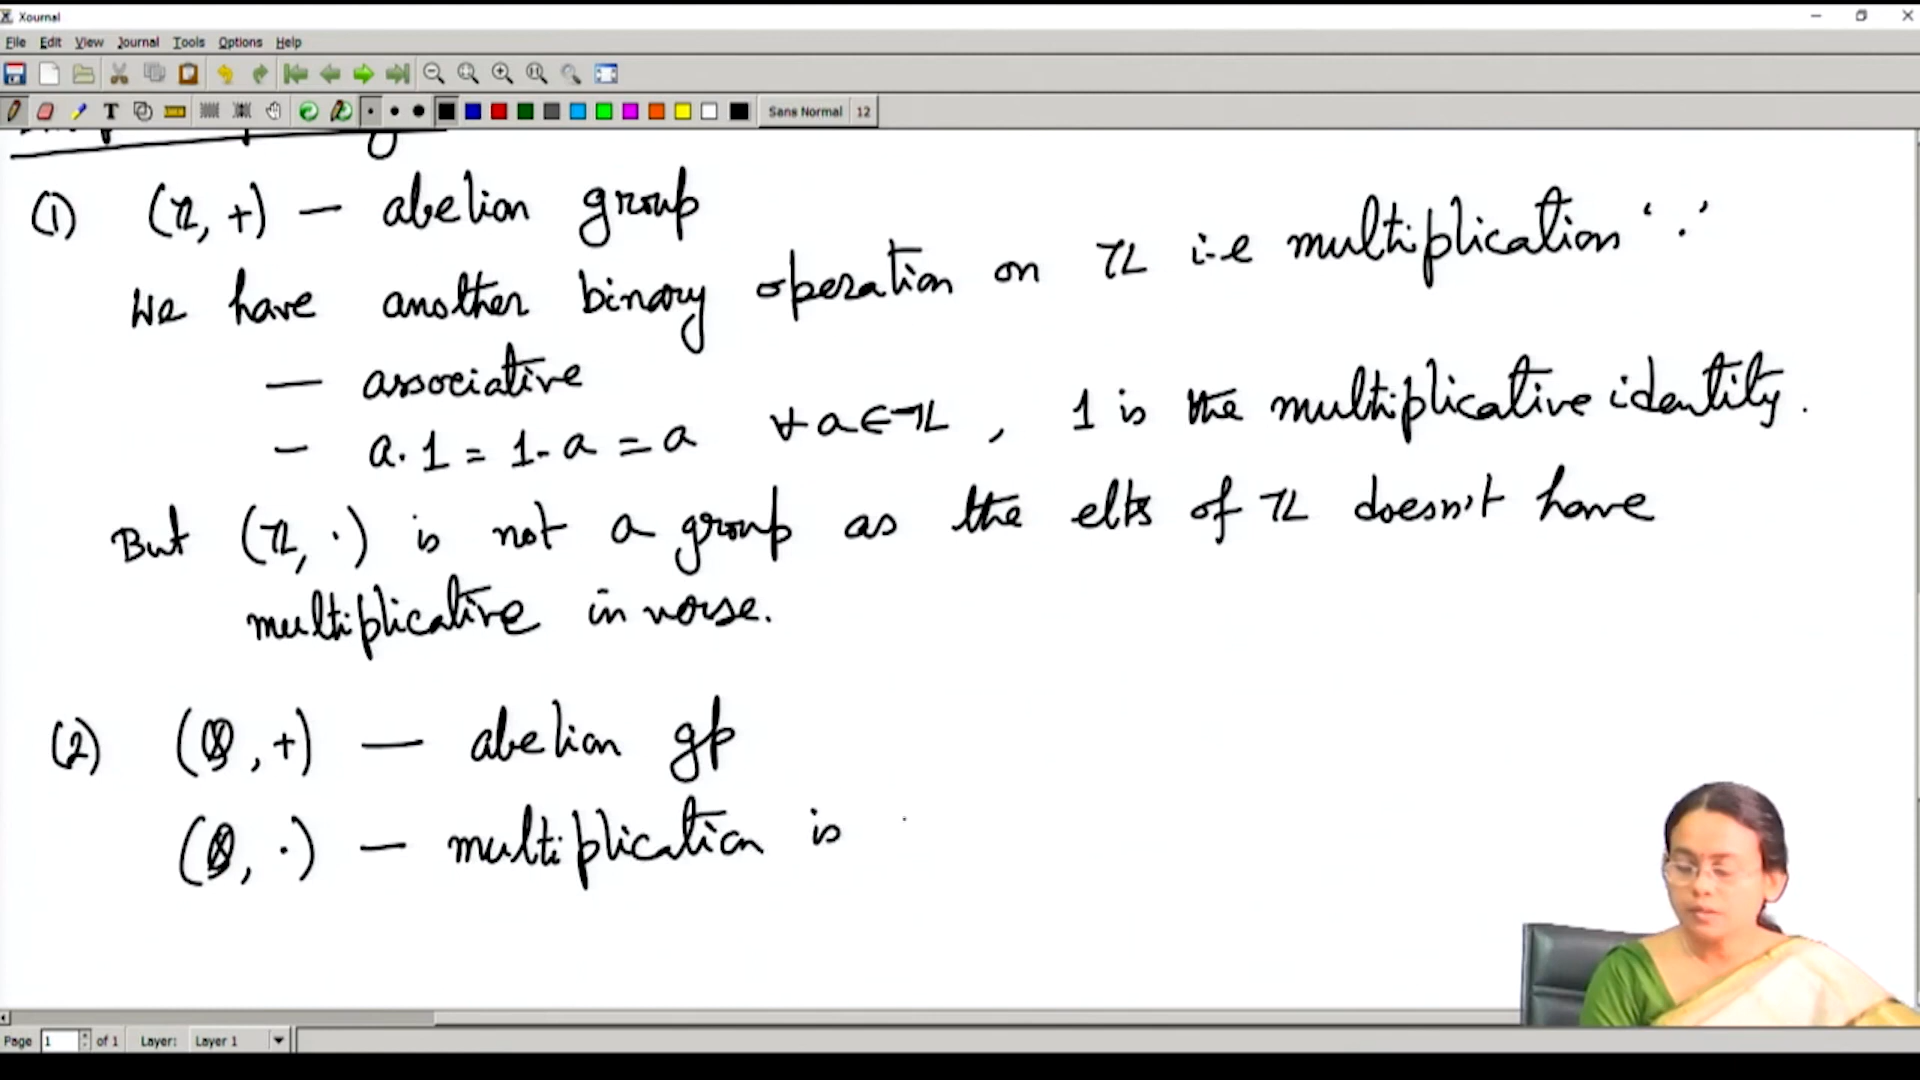 Xournal
File Edit View Journal Tools Options Help
Sans Normal 12
(1) (ℤ, +) — abelian group
We have another binary operation on ℤ i.e multiplication '·'
— associative
— a·1 = 1·a = a ∀ a ∈ ℤ, 1 is the multiplicative identity.
But (ℤ, ·) is not a group as the elts of ℤ doesn't have
multiplicative inverse.
(2) (ℚ, +) — abelian gp
(ℚ, ·) — multiplication is
Page 1 of 1 Layer: Layer 1